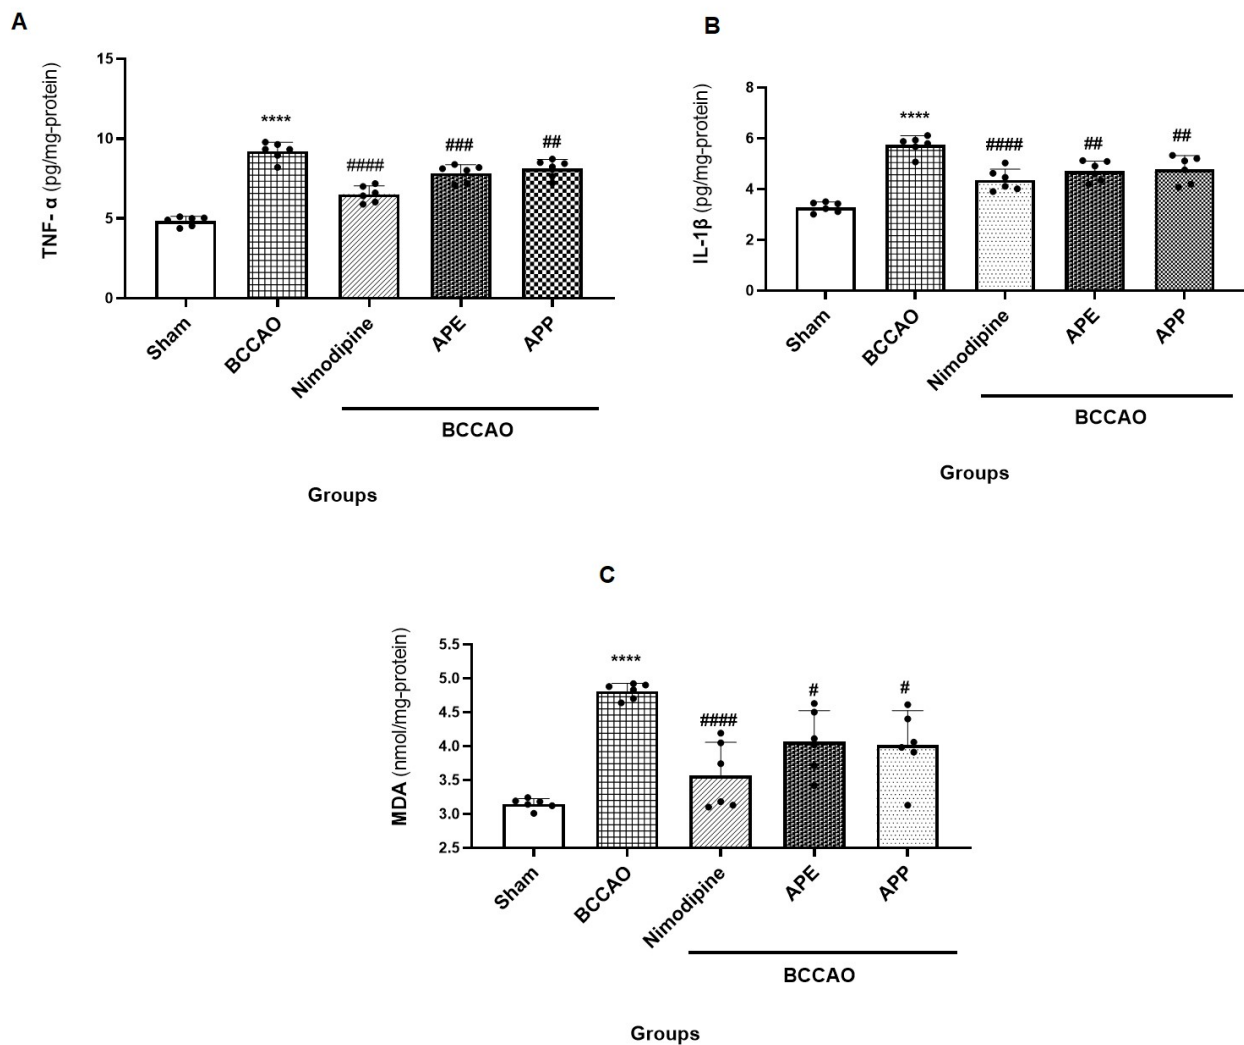 A
TNF- α (pg/mg-protein)
15
10
5
0
****
####
###
##
Sham
BCCAO
Nimodipine
APE
APP
BCCAO
Groups
B
IL-1β (pg/mg-protein)
8
6
4
2
0
****
####
##
##
Sham
BCCAO
Nimodipine
APE
APP
BCCAO
Groups
C
MDA (nmol/mg-protein)
5.5
5.0
4.5
4.0
3.5
3.0
2.5
****
####
#
#
Sham
BCCAO
Nimodipine
APE
APP
BCCAO
Groups